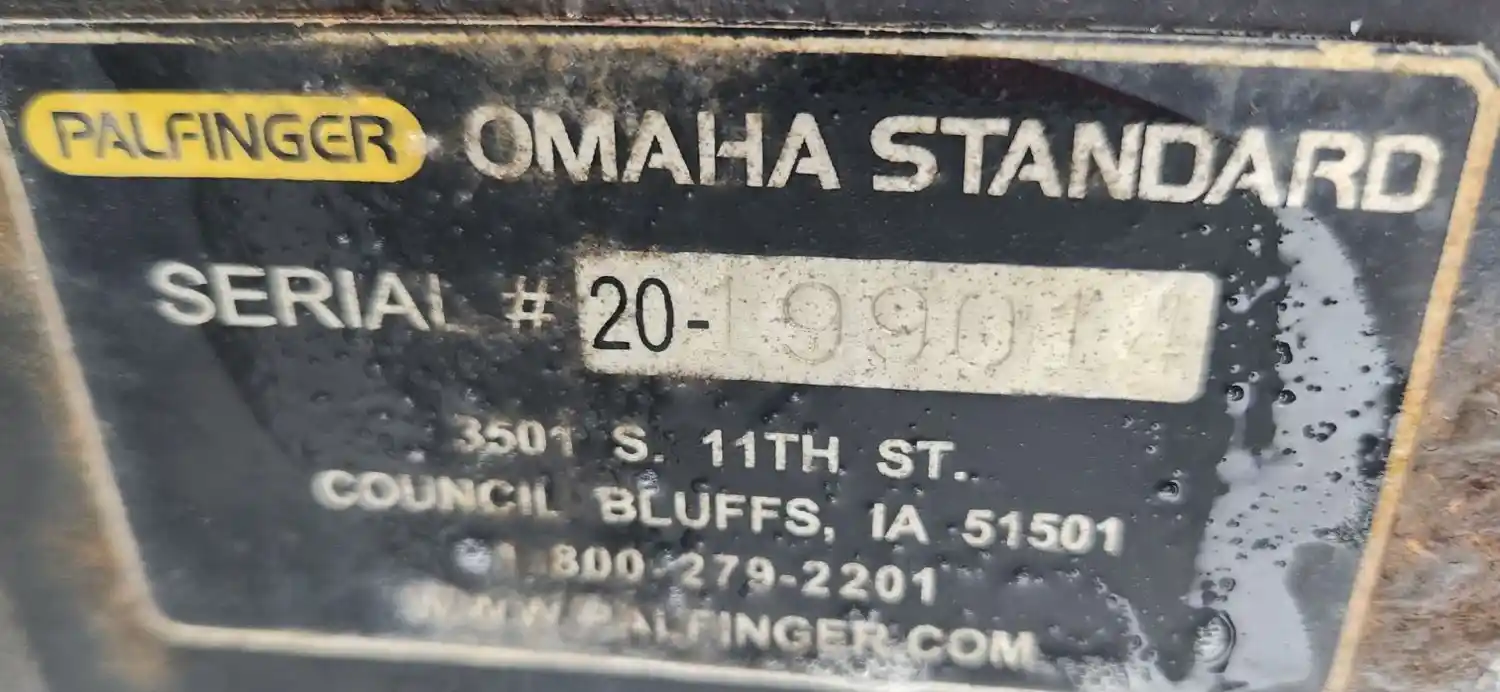 PALFINGER OMAHA STANDARD
SERIAL # 20-199014
3501 S. 11TH ST.
COUNCIL BLUFFS, IA 51501
1-800-279-2201
WWW.PALFINGER.COM